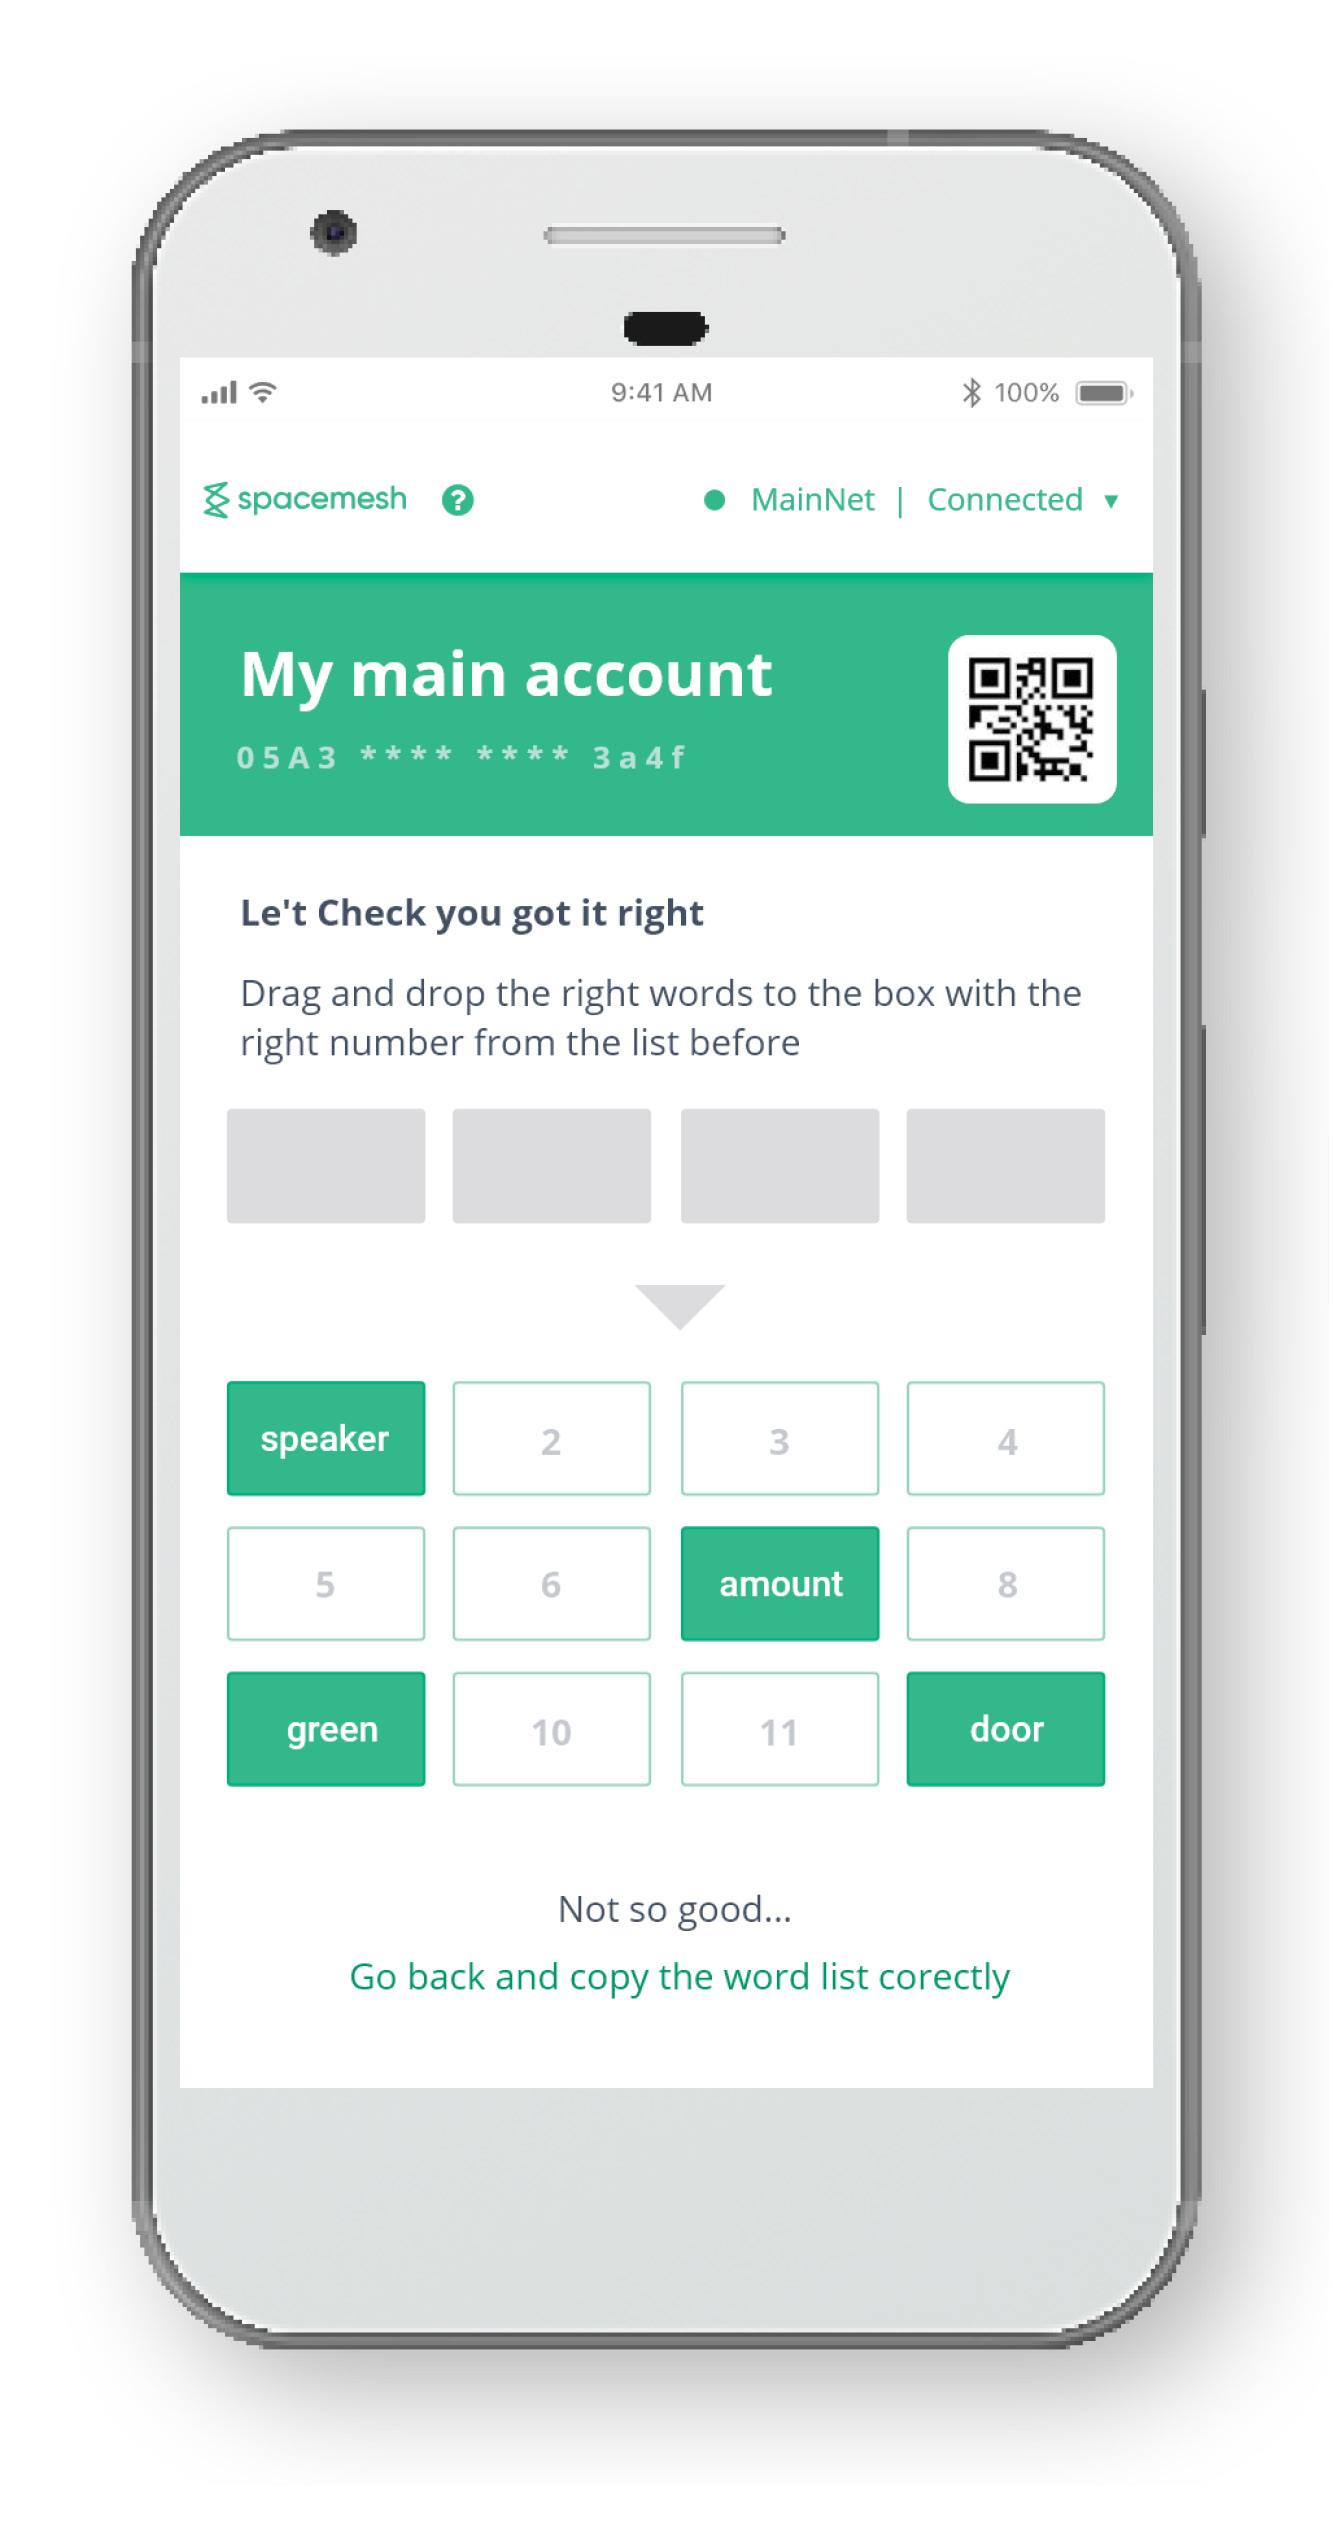 9:41 AM 100%
spacemesh ? MainNet | Connected
My main account
05A3 **** **** 3a4f
Le't Check you got it right
Drag and drop the right words to the box with the
right number from the list before
speaker 2 3 4
5 6 amount 8
green 10 11 door
Not so good...
Go back and copy the word list corectly